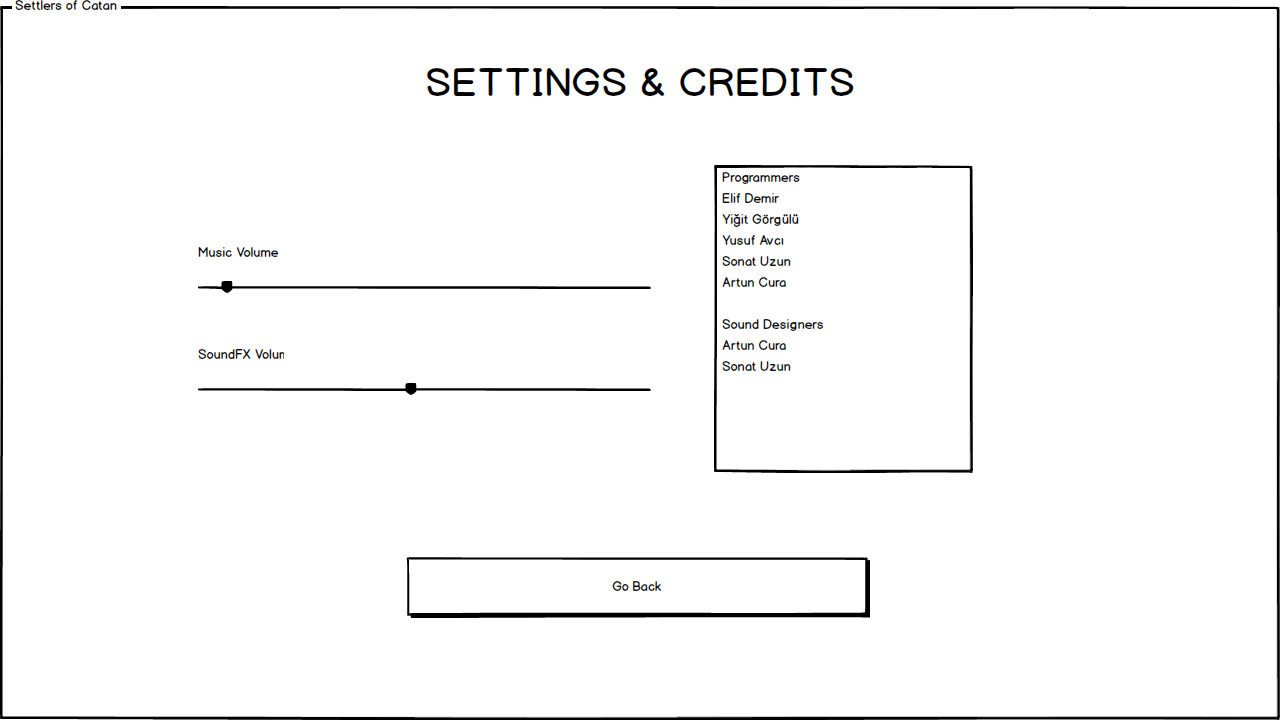 Settlers of Catan
SETTINGS & CREDITS
Music Volume
SoundFX Volum
Programmers
Elif Demir
Yiğit Görgülü
Yusuf Avcı
Sonat Uzun
Artun Cura
Sound Designers
Artun Cura
Sonat Uzun
Go Back